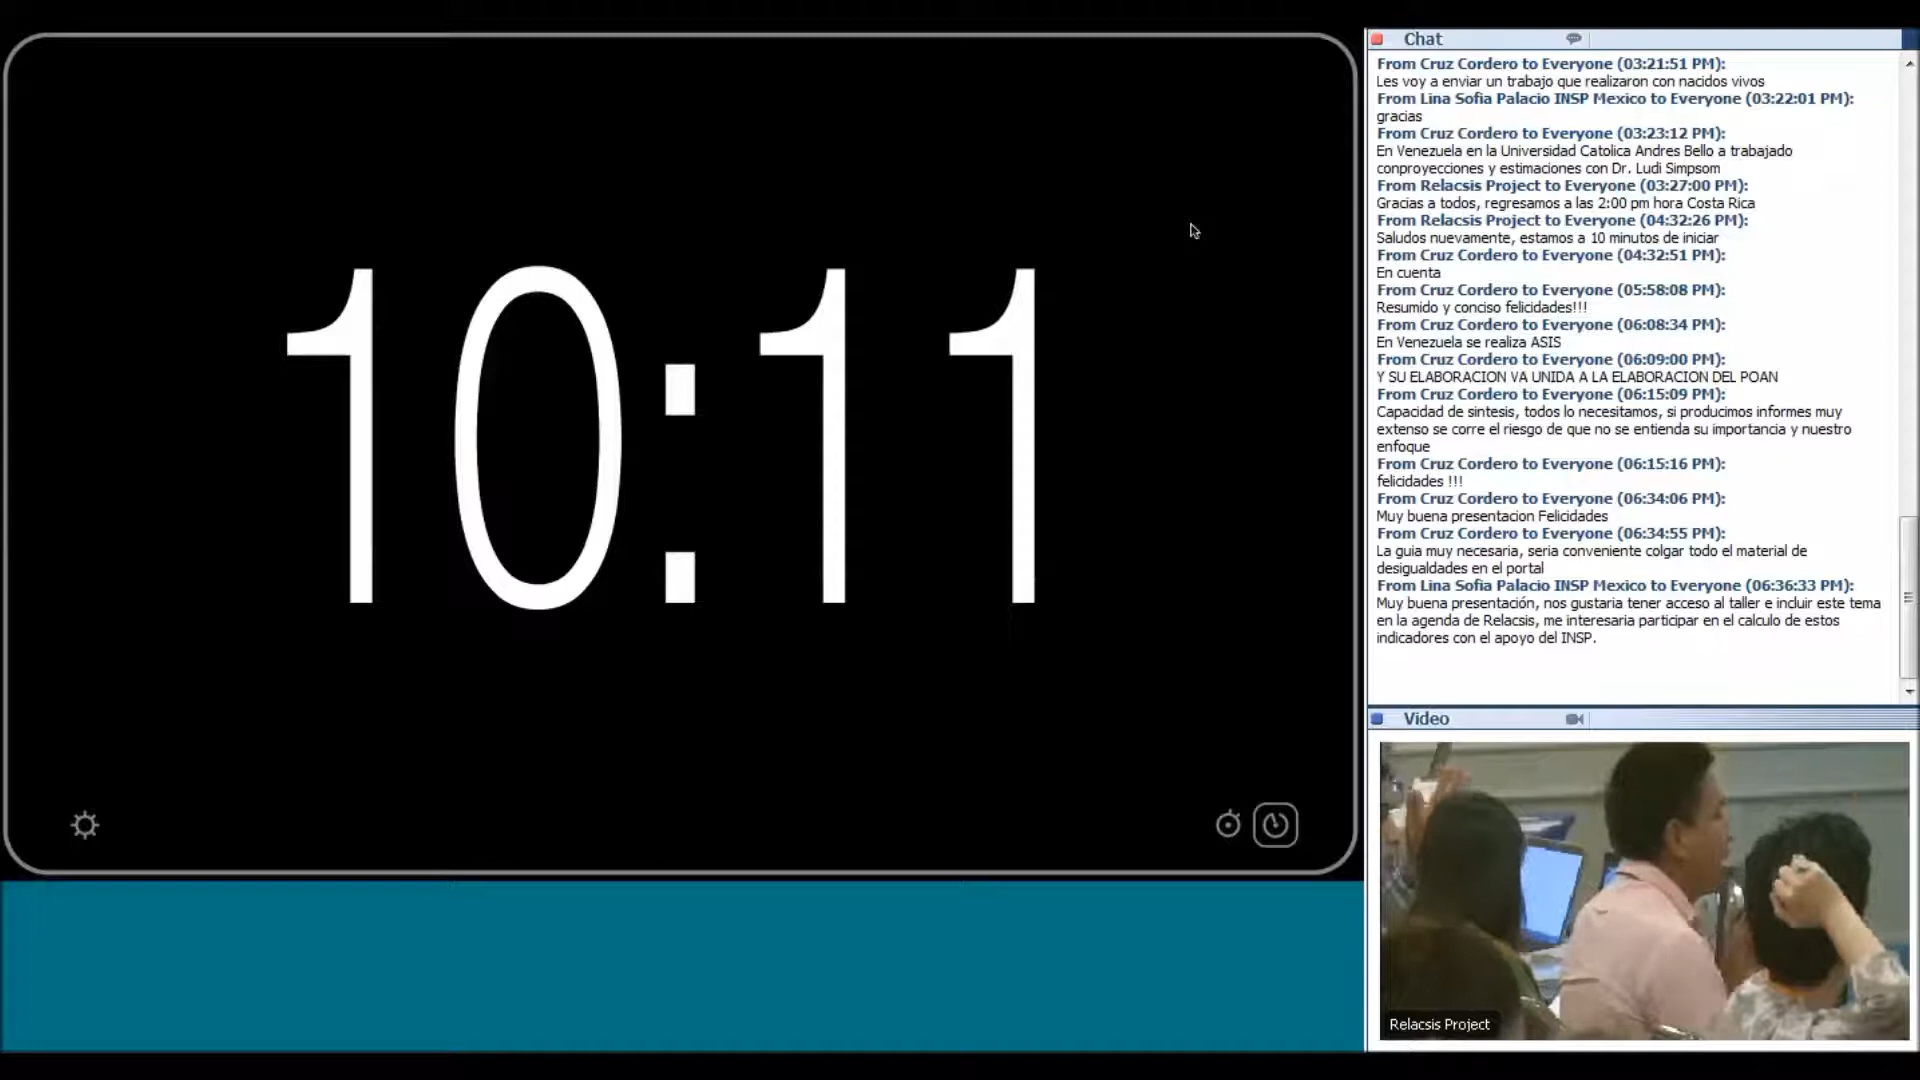 10:11
Chat
From Cruz Cordero to Everyone (03:21:51 PM):
Les voy a enviar un trabajo que realizaron con nacidos vivos
From Lina Sofia Palacio INSP Mexico to Everyone (03:22:01 PM):
gracias
From Cruz Cordero to Everyone (03:23:12 PM):
En Venezuela en la Universidad Catolica Andres Bello a trabajado
conproyecciones y estimaciones con Dr. Ludi Simpsom
From Relacsis Project to Everyone (03:27:00 PM):
Gracias a todos, regresamos a las 2:00 pm hora Costa Rica
From Relacsis Project to Everyone (04:32:26 PM):
Saludos nuevamente, estamos a 10 minutos de iniciar
From Cruz Cordero to Everyone (04:32:51 PM):
En cuenta
From Cruz Cordero to Everyone (05:58:08 PM):
Resumido y conciso felicidades!!!
From Cruz Cordero to Everyone (06:08:34 PM):
En Venezuela se realiza ASIS
From Cruz Cordero to Everyone (06:09:00 PM):
Y SU ELABORACION VA UNIDA A LA ELABORACION DEL POAN
From Cruz Cordero to Everyone (06:15:09 PM):
Capacidad de sintesis, todos lo necesitamos, si producimos informes muy
extenso se corre el riesgo de que no se entienda su importancia y nuestro
enfoque
From Cruz Cordero to Everyone (06:15:16 PM):
felicidades !!!
From Cruz Cordero to Everyone (06:34:06 PM):
Muy buena presentacion Felicidades
From Cruz Cordero to Everyone (06:34:55 PM):
La guia muy necesaria, seria conveniente colgar todo el material de
desigualdades en el portal
From Lina Sofia Palacio INSP Mexico to Everyone (06:36:33 PM):
Muy buena presentación, nos gustaria tener acceso al taller e incluir este tema
en la agenda de Relacsis, me interesaria participar en el calculo de estos
indicadores con el apoyo del INSP.
Video
Relacsis Project